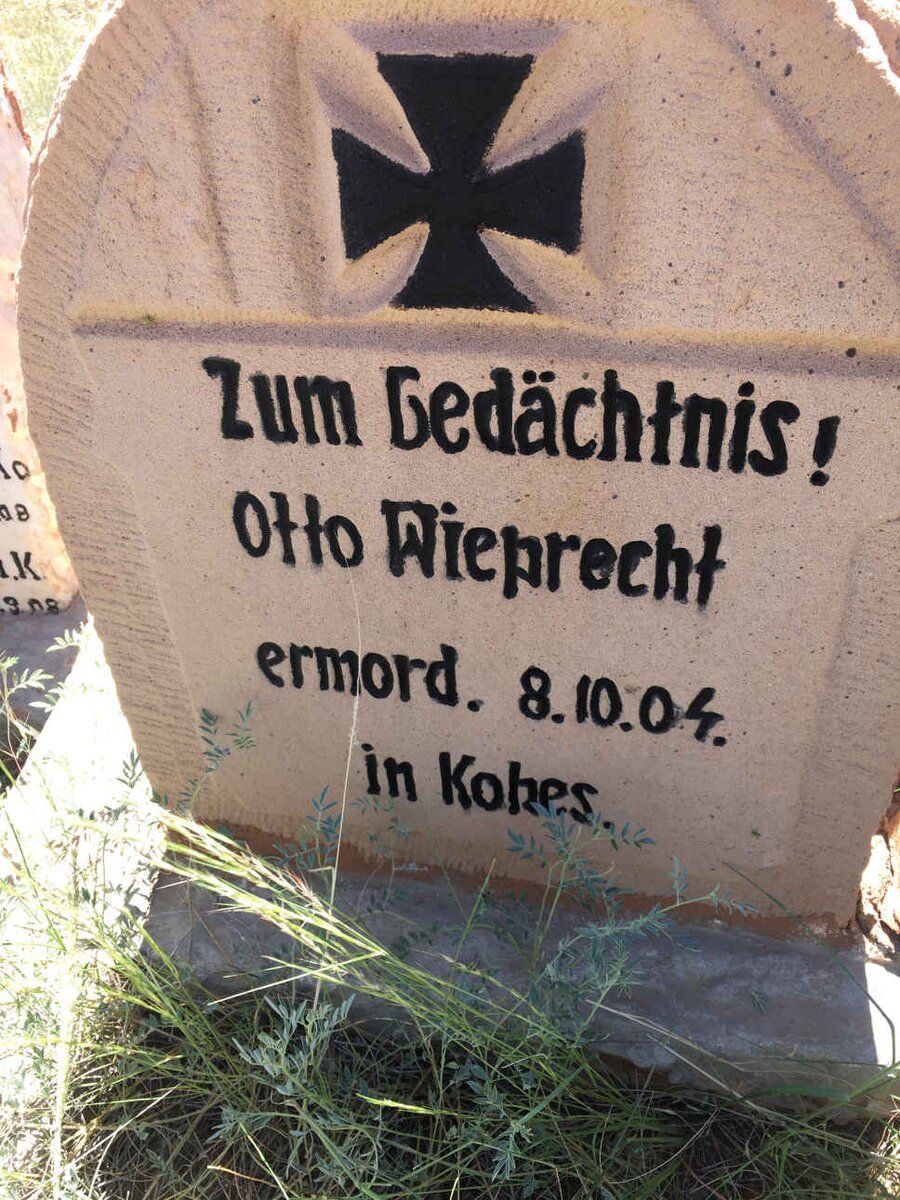 Zum Gedächtnis!
Otto Wieprecht
ermord. 8.10.04.
in Kohes.